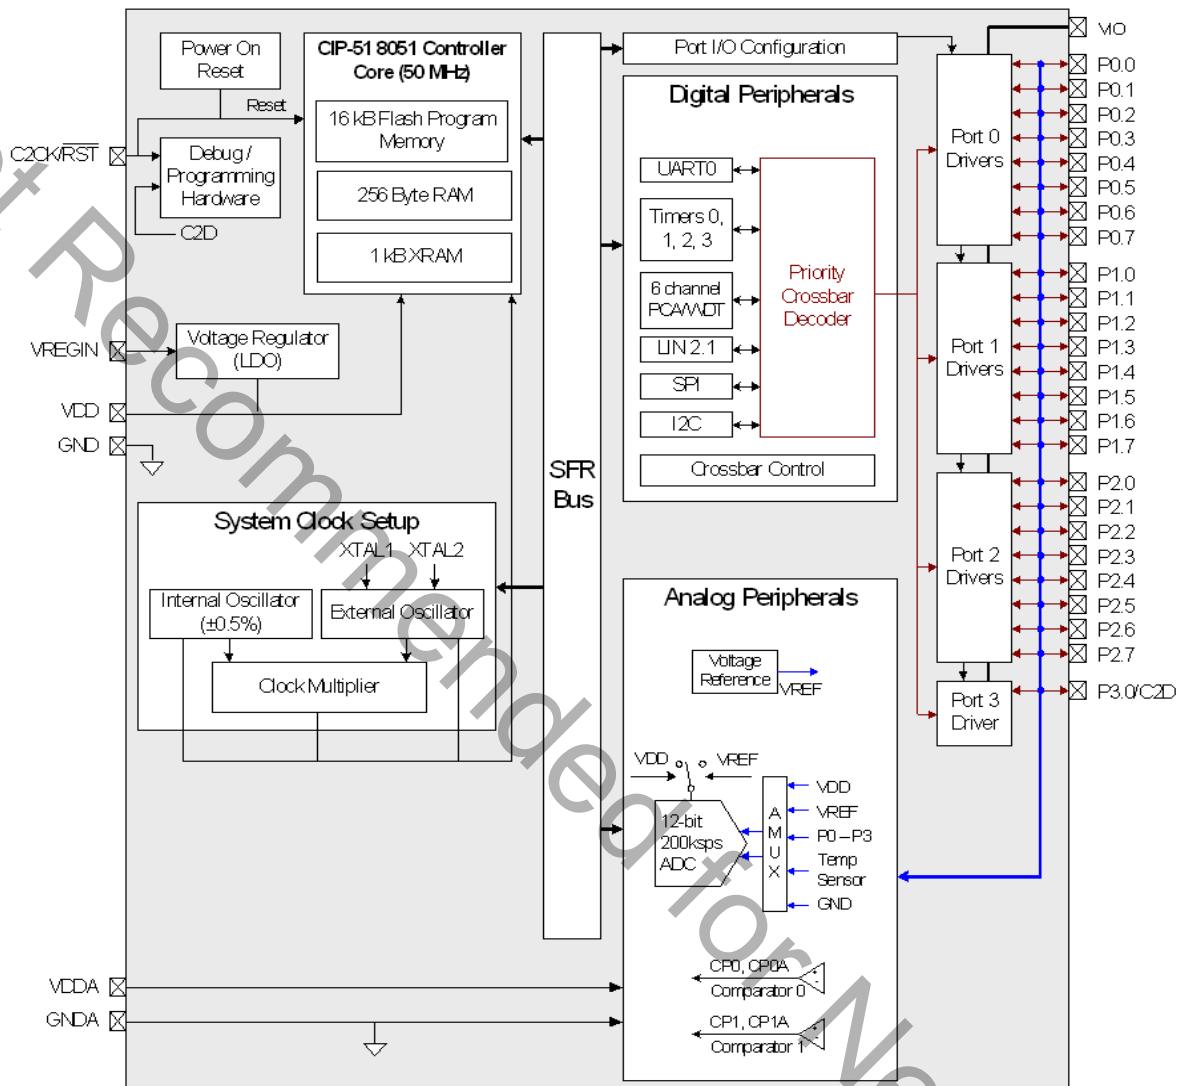 Power On
Reset
Reset
C2CK/RST
Debug /
Programming
Hardware
C2D
CIP-51 8051 Controller
Core (50 MHz)
16 kB Flash Program
Memory
256 Byte RAM
1 kB XRAM
VREGIN
Voltage Regulator
(LDO)
VDD
GND
System Clock Setup
XTAL1 XTAL2
Internal Oscillator
(±0.5%)
External Oscillator
Clock Multiplier
VDDA
GNDA
SFR
Bus
Port I/O Configuration
Digital Peripherals
UART0
Timers 0,
1, 2, 3
6 channel
PCA/WDT
LIN 2.1
SPI
I2C
Priority
Crossbar
Decoder
Crossbar Control
Analog Peripherals
Voltage
Reference
VREF
VDD
VREF
12-bit
200ksps
ADC
A
M
U
X
VDD
VREF
P0 – P3
Temp
Sensor
GND
CP0, CP0A
Comparator 0
+
-
CP1, CP1A
Comparator 1
+
-
Port 0
Drivers
Port 1
Drivers
Port 2
Drivers
Port 3
Driver
VIO
P0.0
P0.1
P0.2
P0.3
P0.4
P0.5
P0.6
P0.7
P1.0
P1.1
P1.2
P1.3
P1.4
P1.5
P1.6
P1.7
P2.0
P2.1
P2.2
P2.3
P2.4
P2.5
P2.6
P2.7
P3.0/C2D
Recommended for